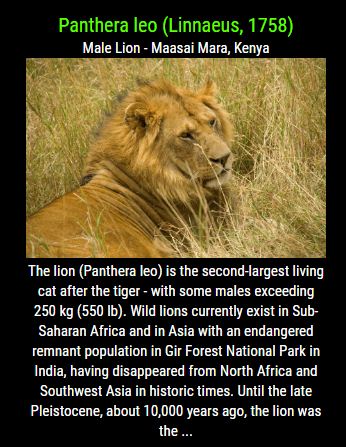 Panthera leo (Linnaeus, 1758)
Male Lion - Maasai Mara, Kenya
The lion (Panthera leo) is the second-largest living
cat after the tiger - with some males exceeding
250 kg (550 lb). Wild lions currently exist in Sub-
Saharan Africa and in Asia with an endangered
remnant population in Gir Forest National Park in
India, having disappeared from North Africa and
Southwest Asia in historic times. Until the late
Pleistocene, about 10,000 years ago, the lion was
the ...